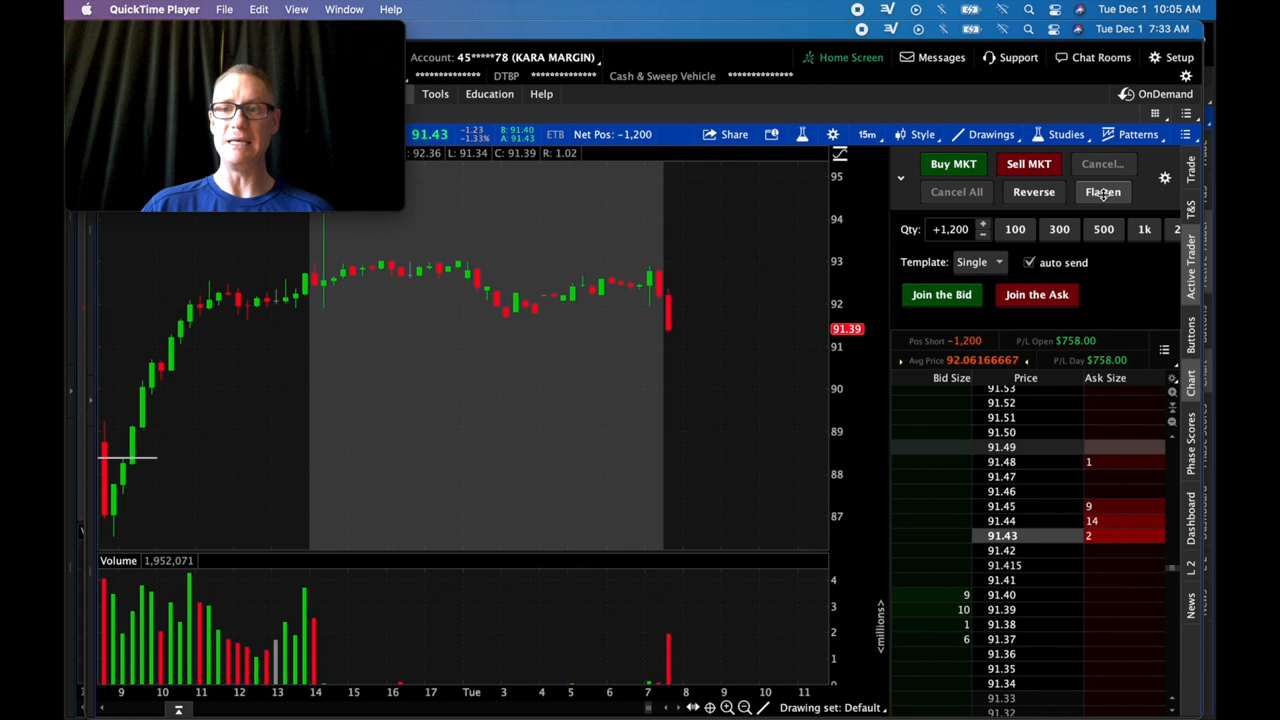 QuickTime Player File Edit View Window Help Tue Dec 1 10:05 AM
Tue Dec 1 7:33 AM
Account: 45*****78 (KARA MARGIN) Home Screen Messages Support Chat Rooms Setup
************** DTBP ************** Cash & Sweep Vehicle **************
Tools Education Help OnDemand
91.43 -1.23 -1.33% B: 91.40 A: 91.43 ETB Net Pos: -1,200 Share 15m Style Drawings Studies Patterns
: 92.36 L: 91.34 C: 91.39 R: 1.02
Buy MKT Sell MKT Cancel...
Cancel All Reverse Flatten
Qty: +1,200 100 300 500 1k 2
Template: Single auto send
Join the Bid Join the Ask
Pos Short -1,200 P/L Open $758.00
Avg Price 92.06166667 P/L Day $758.00
Bid Size Price Ask Size
91.53
91.52
91.51
91.50
91.49
91.48 1
91.47
91.46
91.45 9
91.44 14
91.43 2
91.42
91.415
91.41
9 91.40
10 91.39
1 91.38
6 91.37
91.36
91.35
91.34
91.33
91.32
95
94
93
92
91.39
91
90
89
88
87
Volume 1,952,071
4
3
2
1
0
<millions>
9 10 11 12 13 14 15 16 17 Tue 3 4 5 6 7 8 9 10 11
Drawing set: Default
Trade
T&S
Active Trader
Buttons
Chart
Phase Scores
Dashboard
L 2
News